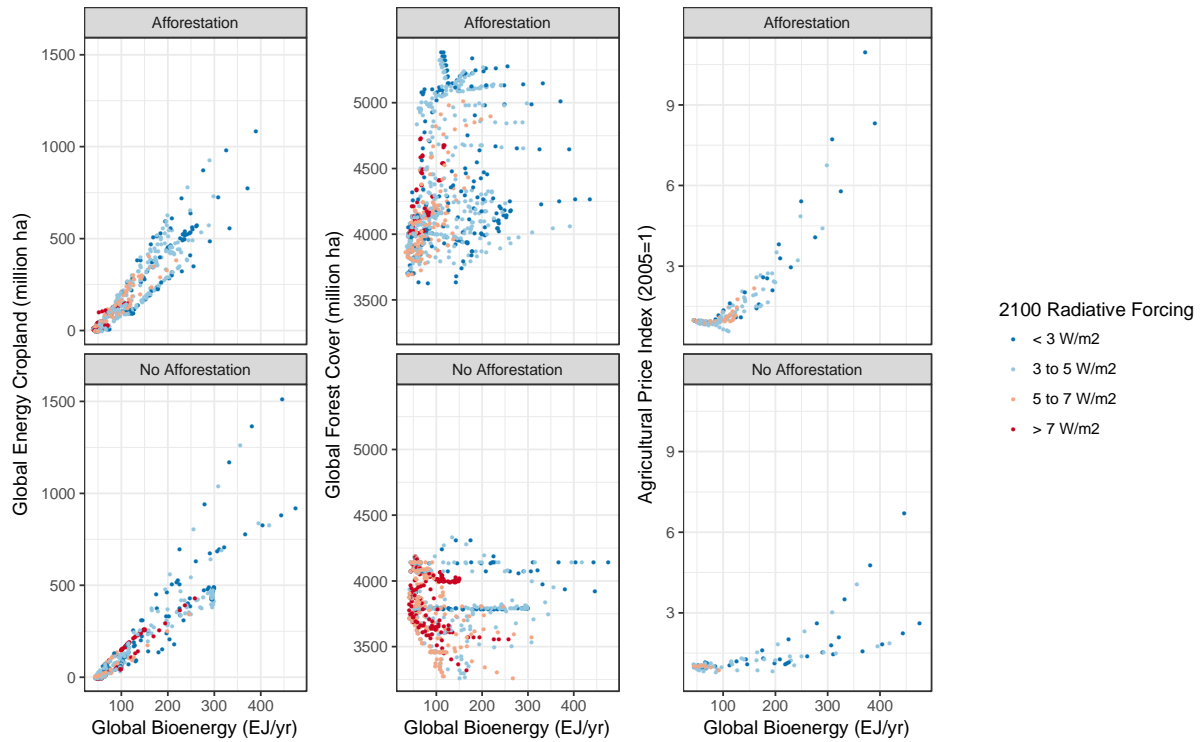 Afforestation
Afforestation
Afforestation
1500
1000
500
0
5000
4500
4000
3500
9
6
3
No Afforestation
No Afforestation
No Afforestation
1500
1000
500
0
5000
4500
4000
3500
9
6
3
100 200 300 400
100 200 300 400
100 200 300 400
Global Bioenergy (EJ/yr)
Global Bioenergy (EJ/yr)
Global Bioenergy (EJ/yr)
Global Energy Cropland (million ha)
Global Forest Cover (million ha)
Agricultural Price Index (2005=1)
2100 Radiative Forcing
< 3 W/m2
3 to 5 W/m2
5 to 7 W/m2
> 7 W/m2